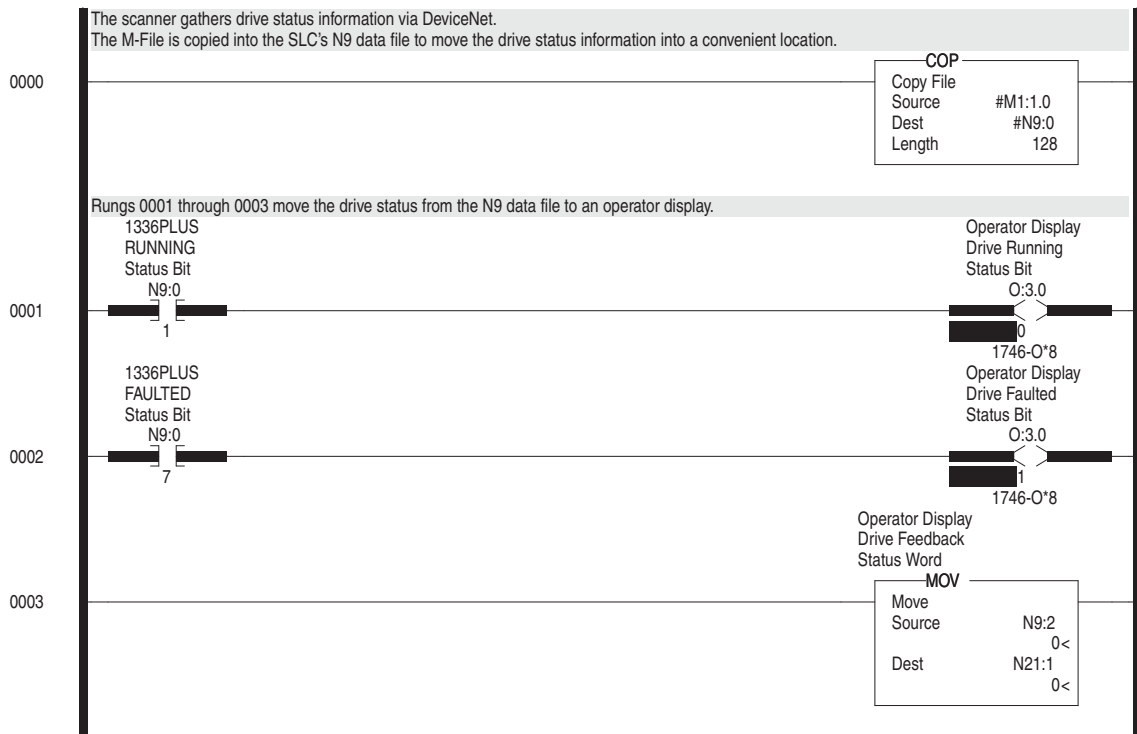 The scanner gathers drive status information via DeviceNet.
The M-File is copied into the SLC's N9 data file to move the drive status information into a convenient location.
0000
COP
Copy File
Source #M1:1.0
Dest #N9:0
Length 128
Rungs 0001 through 0003 move the drive status from the N9 data file to an operator display.
1336PLUS
RUNNING
Status Bit
N9:0
1
Operator Display
Drive Running
Status Bit
O:3.0
0
1746-O*8
0001
1336PLUS
FAULTED
Status Bit
N9:0
7
Operator Display
Drive Faulted
Status Bit
O:3.0
1
1746-O*8
0002
Operator Display
Drive Feedback
Status Word
0003
MOV
Move
Source N9:2
0<
Dest N21:1
0<